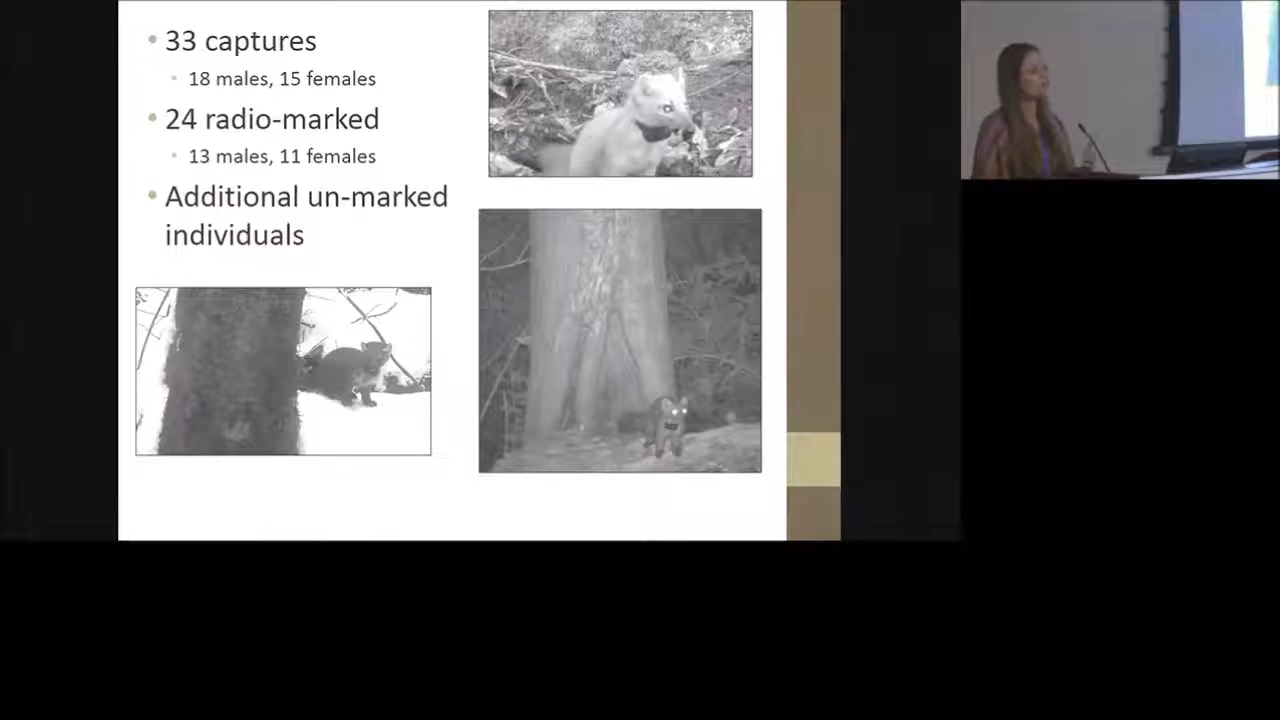 33 captures
18 males, 15 females
24 radio-marked
13 males, 11 females
Additional un-marked
individuals